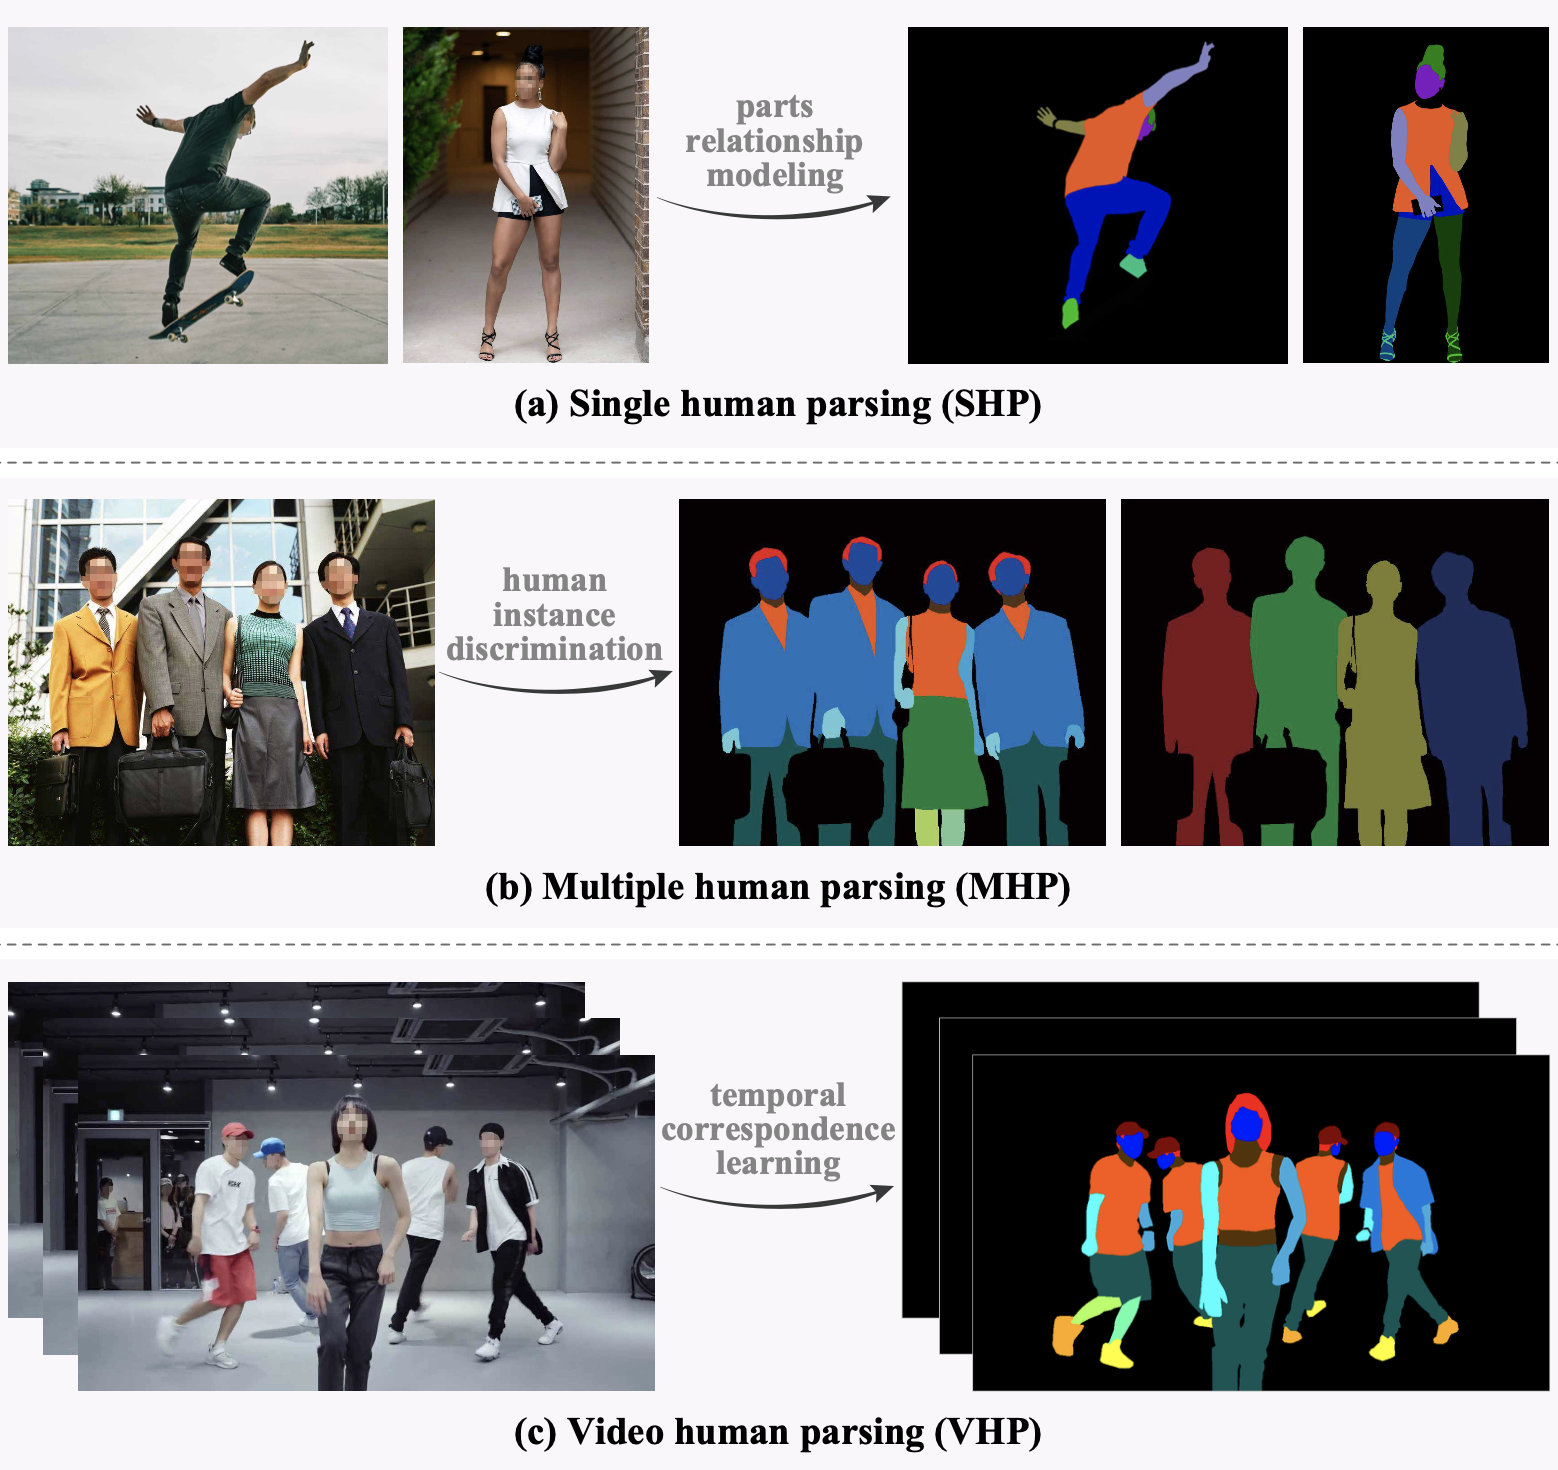 parts
relationship
modeling
(a) Single human parsing (SHP)
human
instance
discrimination
(b) Multiple human parsing (MHP)
temporal
correspondence
learning
(c) Video human parsing (VHP)